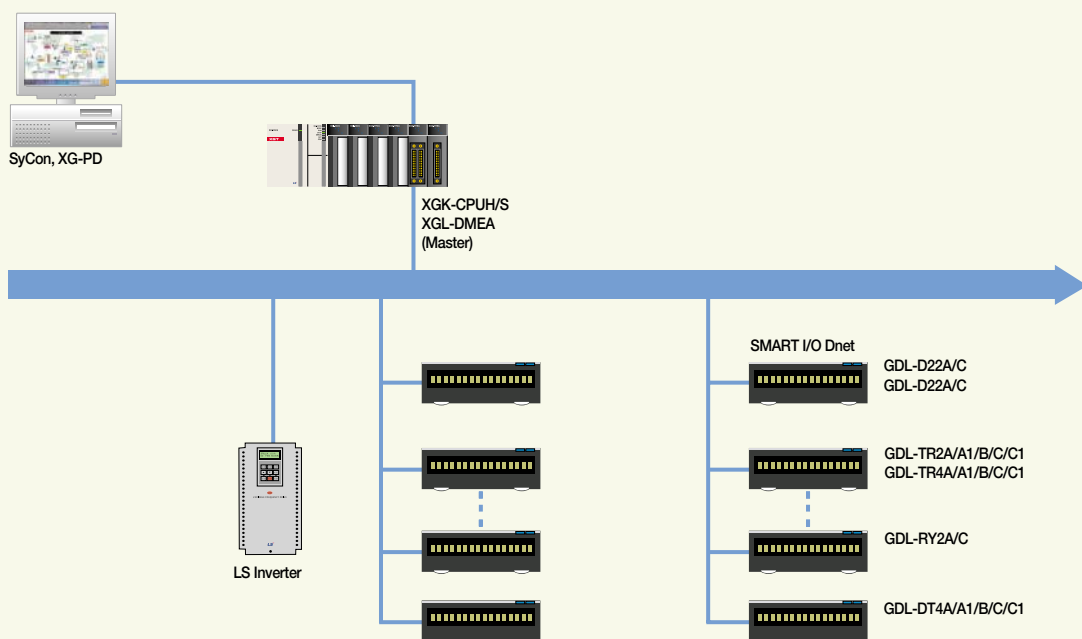 SyCon, XG-PD
XGK-CPUH/S
XGL-DMEA
(Master)
SMART I/O Dnet
GDL-D22A/C
GDL-D22A/C
GDL-TR2A/A1/B/C/C1
GDL-TR4A/A1/B/C/C1
GDL-RY2A/C
LS Inverter
GDL-DT4A/A1/B/C/C1